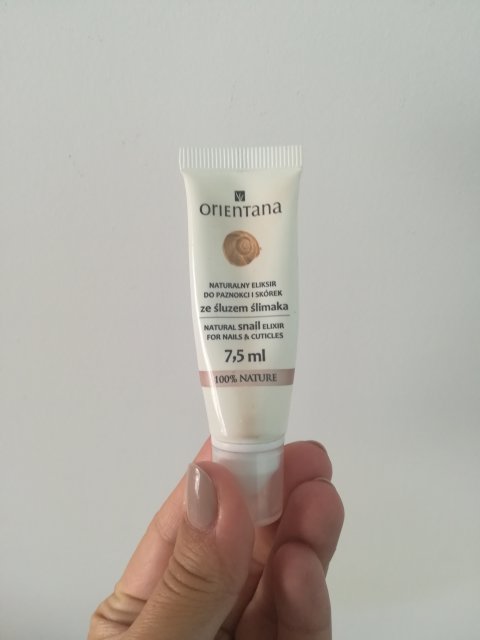 ORIENTANA
NATURALNY ELIKSIR
DO PAZNOKCI I SKÓREK
ze śluzem ślimaka
NATURAL snail ELIXIR
FOR NAILS & CUTICLES
7,5 ml
100% NATURE